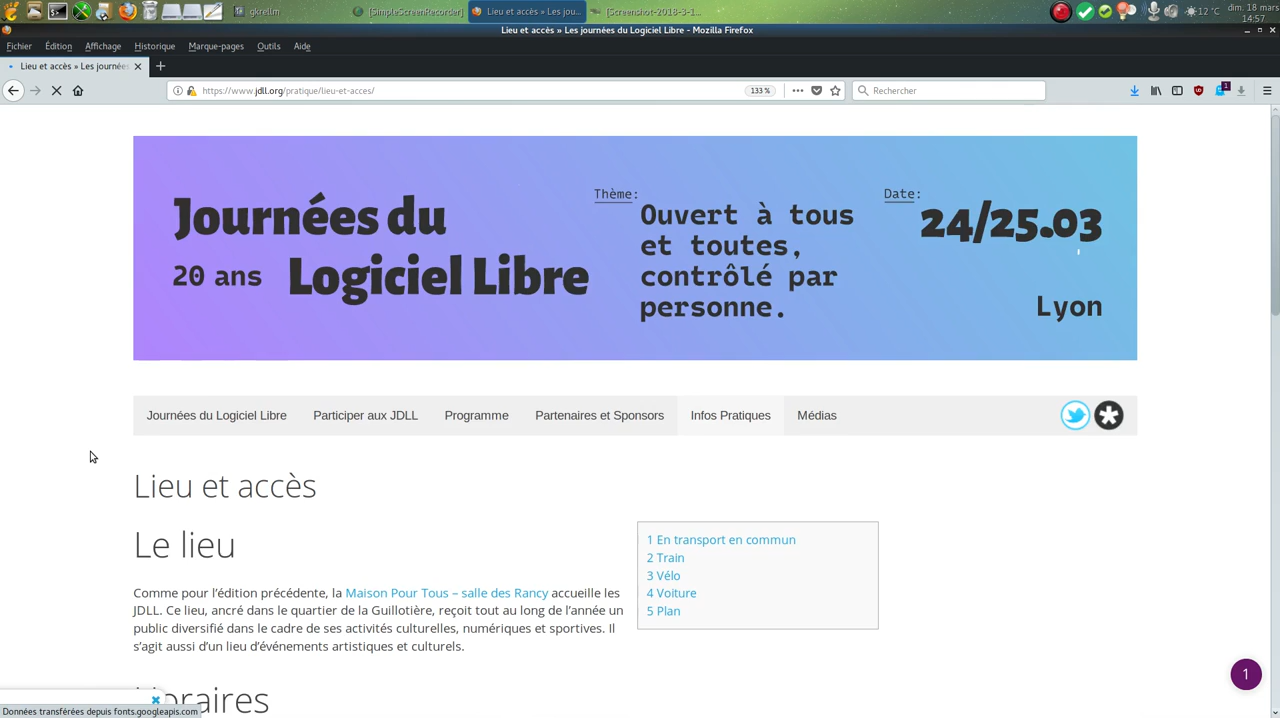 gkrellm
[SimpleScreenRecorder]
Lieu et accès » Les jou...
[Screenshot-2018-3-1...
12 °C
dim. 18 mars
14:57
Lieu et accès » Les journées du Logiciel Libre - Mozilla Firefox
Fichier Édition Affichage Historique Marque-pages Outils Aide
Lieu et accès » Les journées
https://www.jdll.org/pratique/lieu-et-acces/
133 %
Rechercher
1
Journées du
20 ans Logiciel Libre
Thème:
Ouvert à tous
et toutes,
contrôlé par
personne.
Date:
24/25.03
Lyon
Journées du Logiciel Libre Participer aux JDLL Programme Partenaires et Sponsors Infos Pratiques Médias
Lieu et accès
Le lieu
Comme pour l’édition précédente, la Maison Pour Tous – salle des Rancy accueille les
JDLL. Ce lieu, ancré dans le quartier de la Guillotière, reçoit tout au long de l’année un
public diversifié dans le cadre de ses activités culturelles, numériques et sportives. Il
s’agit aussi d’un lieu d’événements artistiques et culturels.
1 En transport en commun
2 Train
3 Vélo
4 Voiture
5 Plan
Horaires
1
Données transférées depuis fonts.googleapis.com